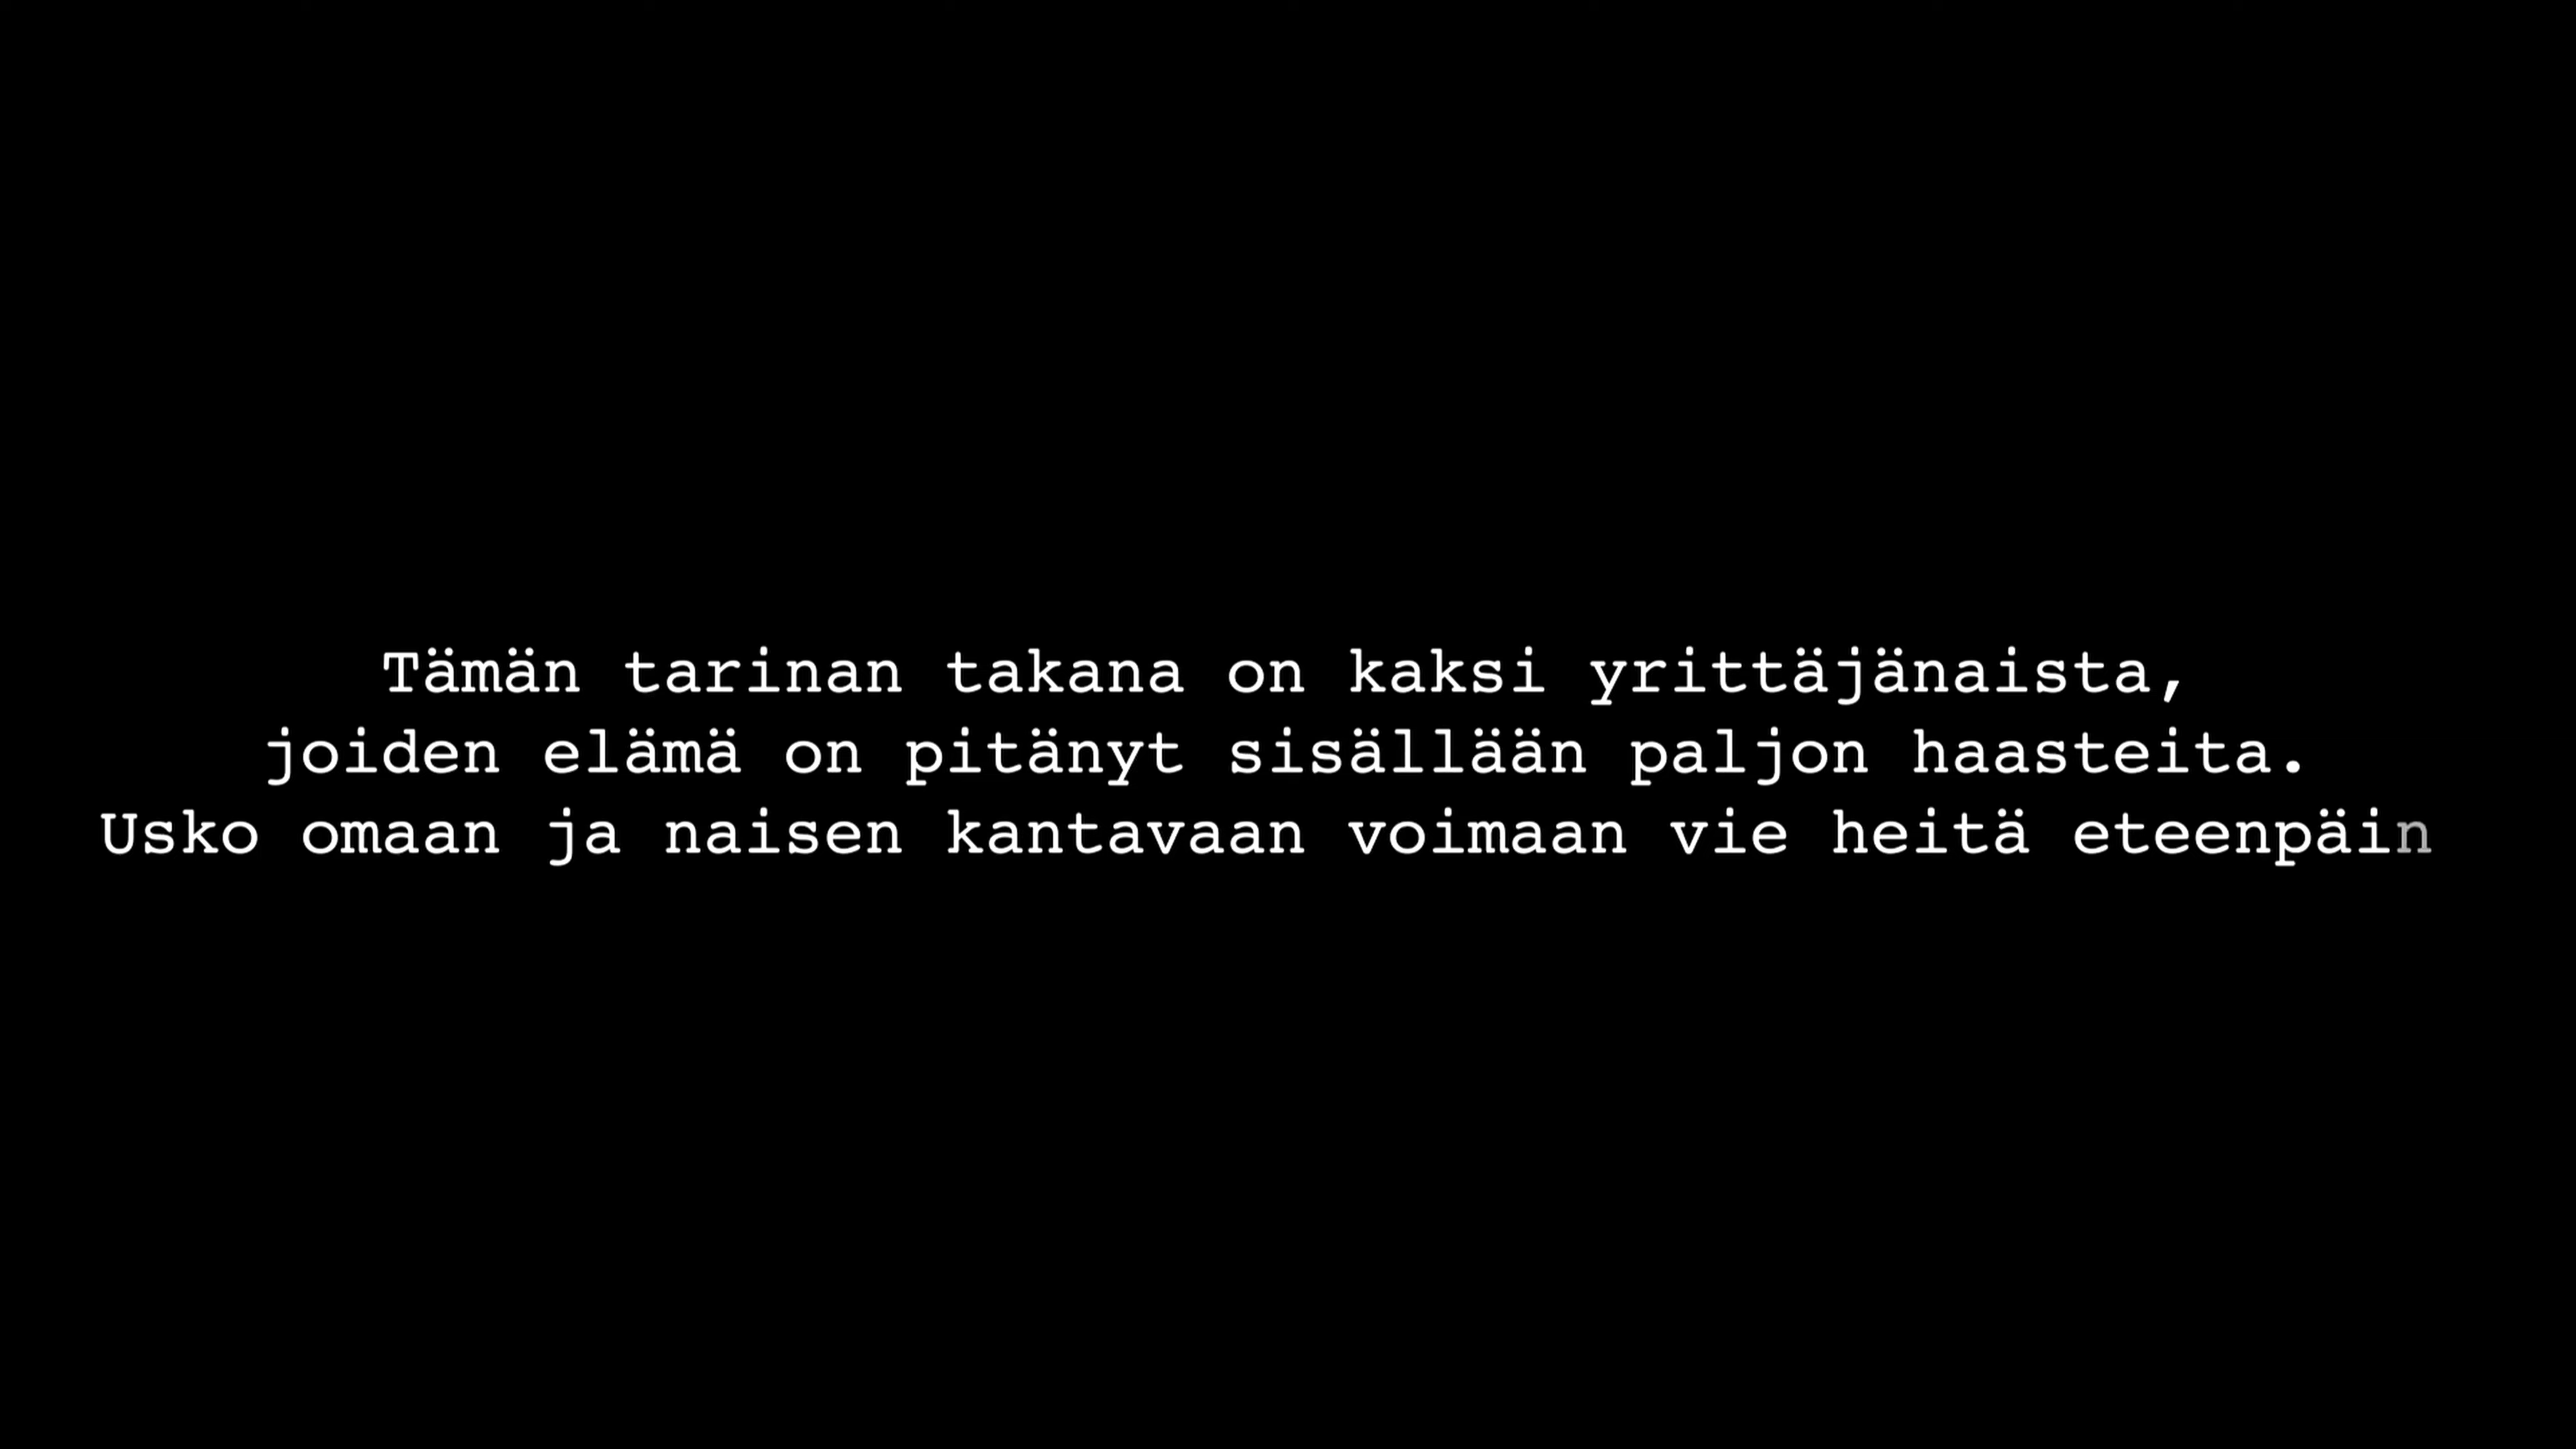 Tämän tarinan takana on kaksi yrittäjänaista,
joiden elämä on pitänyt sisällään paljon haasteita.
Usko omaan ja naisen kantavaan voimaan vie heitä eteenpäin